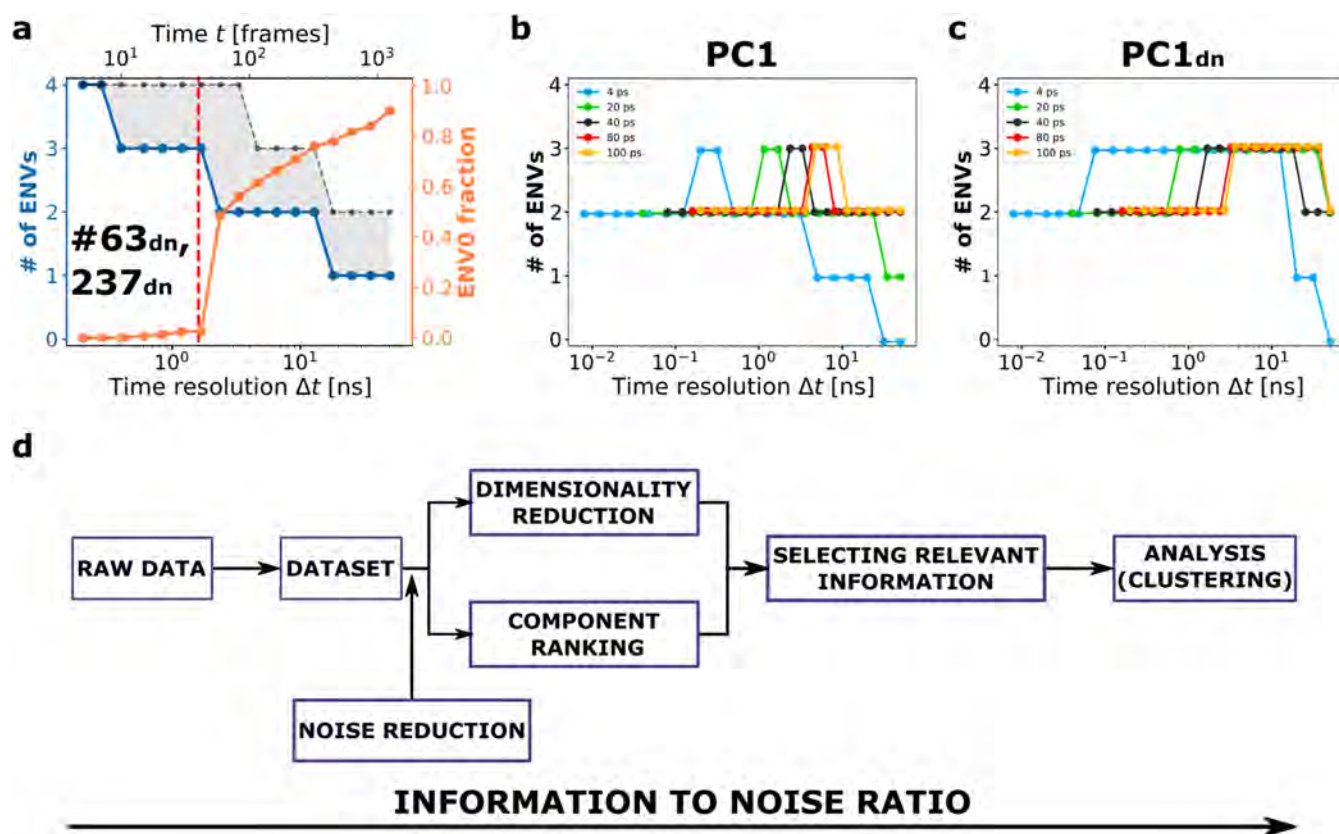 a
Time t [frames]
10¹ 10² 10³
# of ENVs
4
3
2
1
0
#63dn,
237dn
1.0
0.8
0.6
0.4
0.2
0.0
ENV0 fraction
10⁰ 10¹
Time resolution Δt [ns]
b
PC1
# of ENVs
4
3
2
1
0
4 ps
20 ps
40 ps
80 ps
100 ps
10⁻² 10⁻¹ 10⁰ 10¹
Time resolution Δt [ns]
c
PC1dn
# of ENVs
4
3
2
1
0
4 ps
20 ps
40 ps
80 ps
100 ps
10⁻² 10⁻¹ 10⁰ 10¹
Time resolution Δt [ns]
d
RAW DATA
DATASET
NOISE REDUCTION
DIMENSIONALITY
REDUCTION
COMPONENT
RANKING
SELECTING RELEVANT
INFORMATION
ANALYSIS
(CLUSTERING)
INFORMATION TO NOISE RATIO